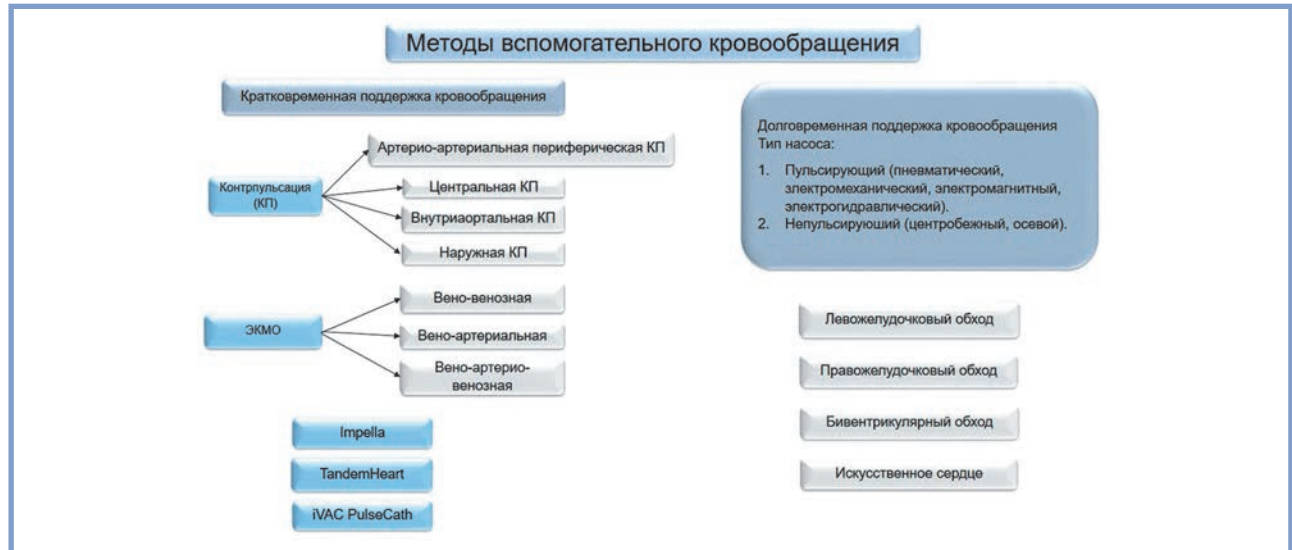 Методы вспомогательного кровообращения
Кратковременная поддержка кровообращения
Контрпульсация
(КП)
Артерио-артериальная периферическая КП
Центральная КП
Внутриаортальная КП
Наружная КП
ЭКМО
Вено-венозная
Вено-артериальная
Вено-артерио-
венозная
Impella
TandemHeart
iVAC PulseCath
Долговременная поддержка кровообращения
Тип насоса:
1. Пульсирующий (пневматический,
электромеханический, электромагнитный,
электрогидравлический).
2. Непульсируюший (центробежный, осевой).
Левожелудочковый обход
Правожелудочковый обход
Бивентрикулярный обход
Искусственное сердце